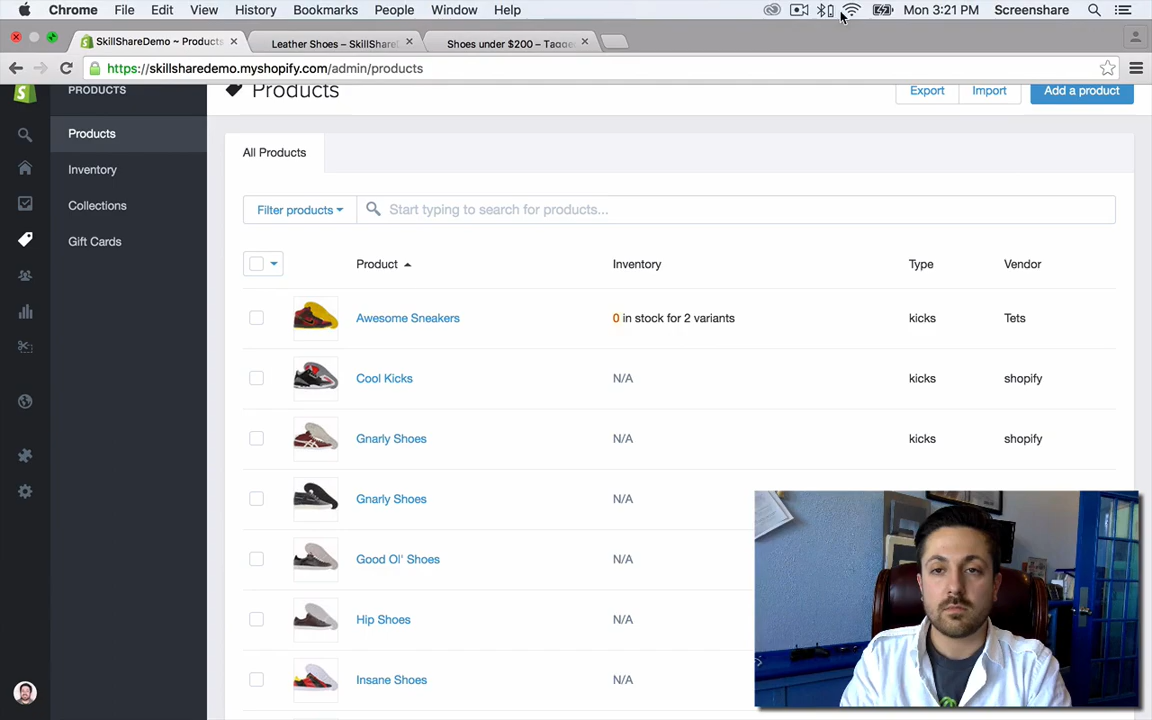 Chrome File Edit View History Bookmarks People Window Help Mon 3:21 PM Screenshare
SkillShareDemo ~ Products Leather Shoes – SkillShareD Shoes under $200 – Tagge
https://skillsharedemo.myshopify.com/admin/products
PRODUCTS Products Export Import Add a product
Products
All Products
Inventory
Collections
Filter products Start typing to search for products...
Gift Cards
Product Inventory Type Vendor
Awesome Sneakers 0 in stock for 2 variants kicks Tets
Cool Kicks N/A kicks shopify
Gnarly Shoes N/A kicks shopify
Gnarly Shoes N/A
Good Ol' Shoes N/A
Hip Shoes N/A
Insane Shoes N/A